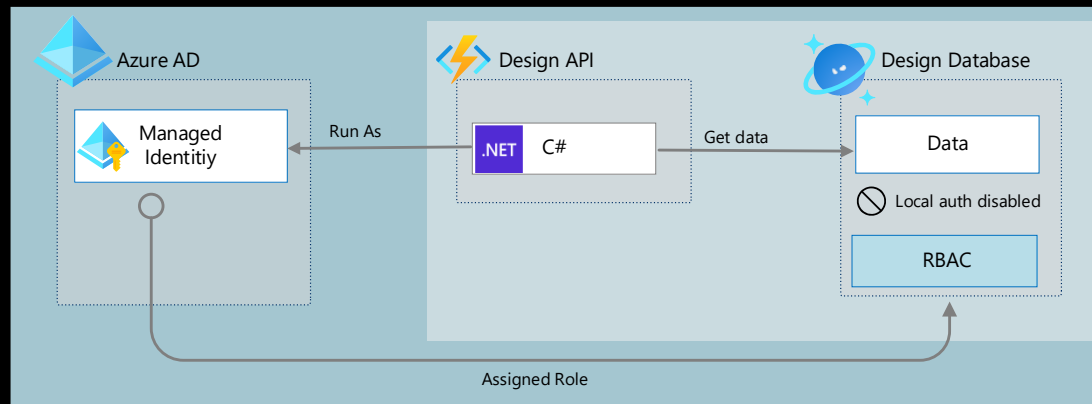 Azure AD
Design API
Design Database
Managed
Identitiy
Run As
.NET
C#
Get data
Data
Local auth disabled
RBAC
Assigned Role